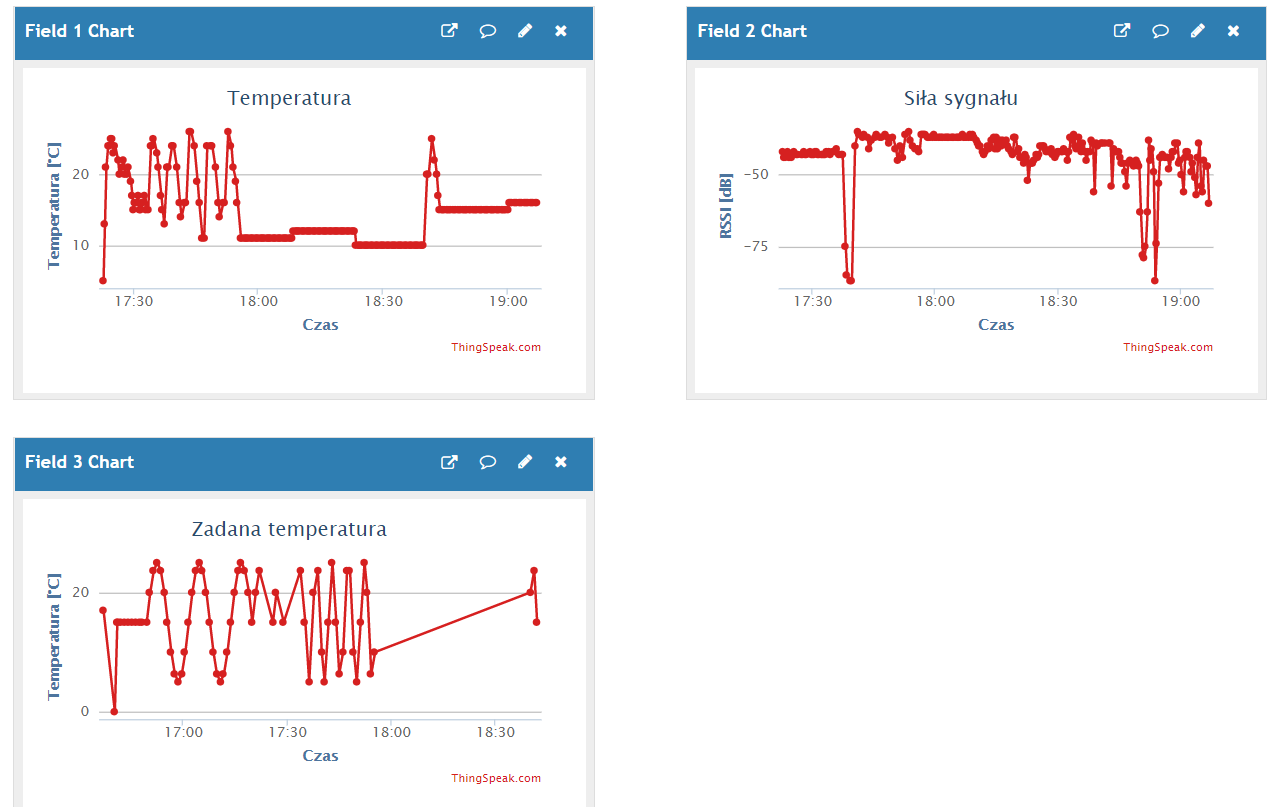 Field 1 Chart
Temperatura
Temperatura [°C]
20
10
17:30
18:00
18:30
19:00
Czas
ThingSpeak.com
Field 2 Chart
Siła sygnału
RSSI [dB]
-50
-75
17:30
18:00
18:30
19:00
Czas
ThingSpeak.com
Field 3 Chart
Zadana temperatura
Temperatura [°C]
20
0
17:00
17:30
18:00
18:30
Czas
ThingSpeak.com